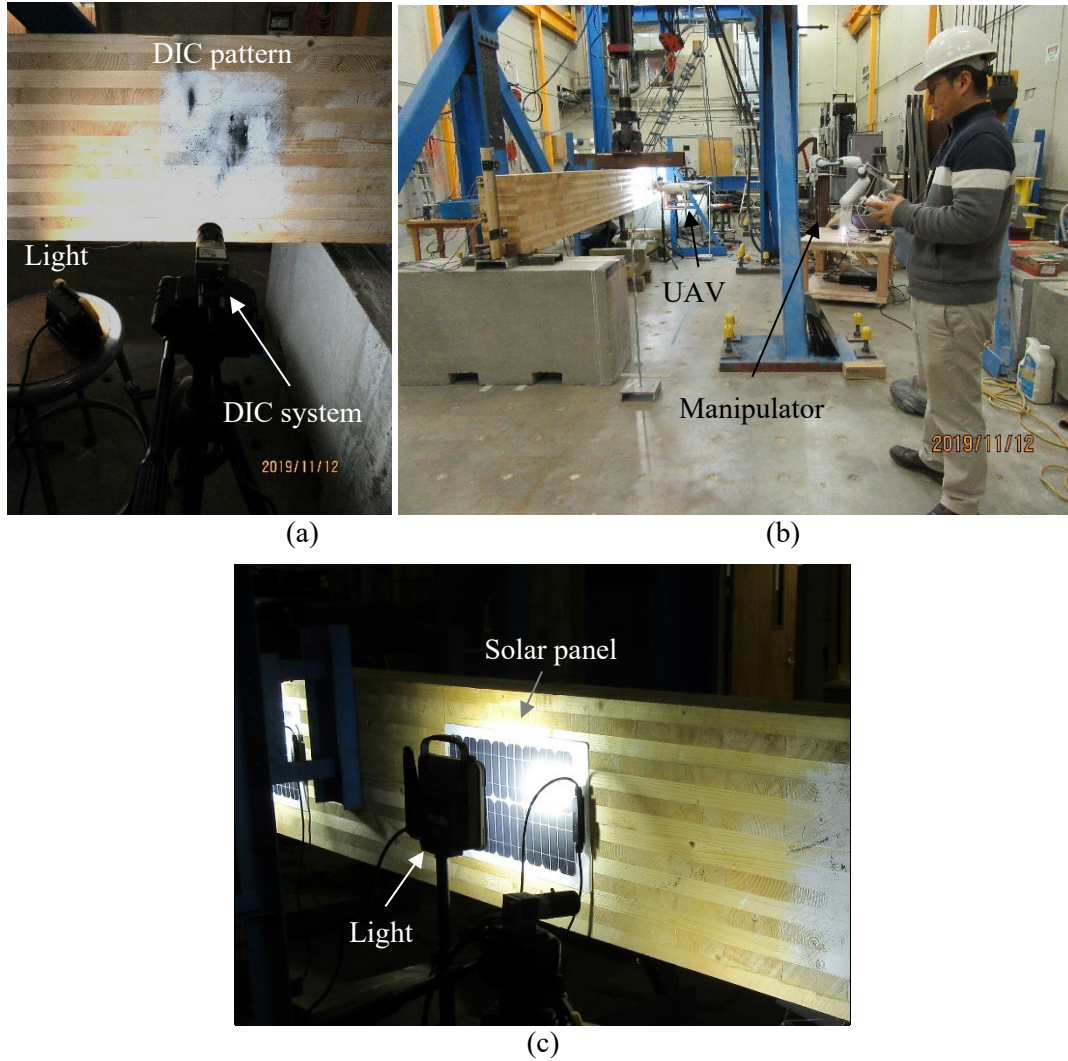 DIC pattern
Light
DIC system
2019/11/12
(a)
UAV
Manipulator
2019/11/12
(b)
Solar panel
Light
(c)